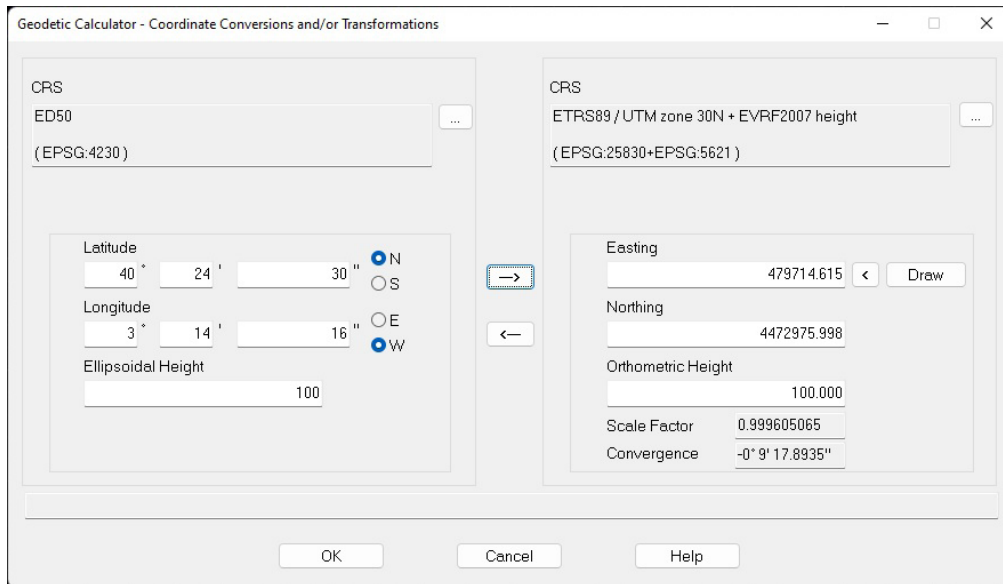 Geodetic Calculator - Coordinate Conversions and/or Transformations
CRS
ED50
...
( EPSG:4230 )
Latitude
40 ° 24 ' 30 "
N
S
Longitude
3 ° 14 ' 16 "
E
W
Ellipsoidal Height
100
-->
<--
CRS
ETRS89 / UTM zone 30N + EVRF2007 height
...
( EPSG:25830+EPSG:5621 )
Easting
479714.615 < Draw
Northing
4472975.998
Orthometric Height
100.000
Scale Factor 0.999605065
Convergence -0° 9' 17.8935"
OK Cancel Help